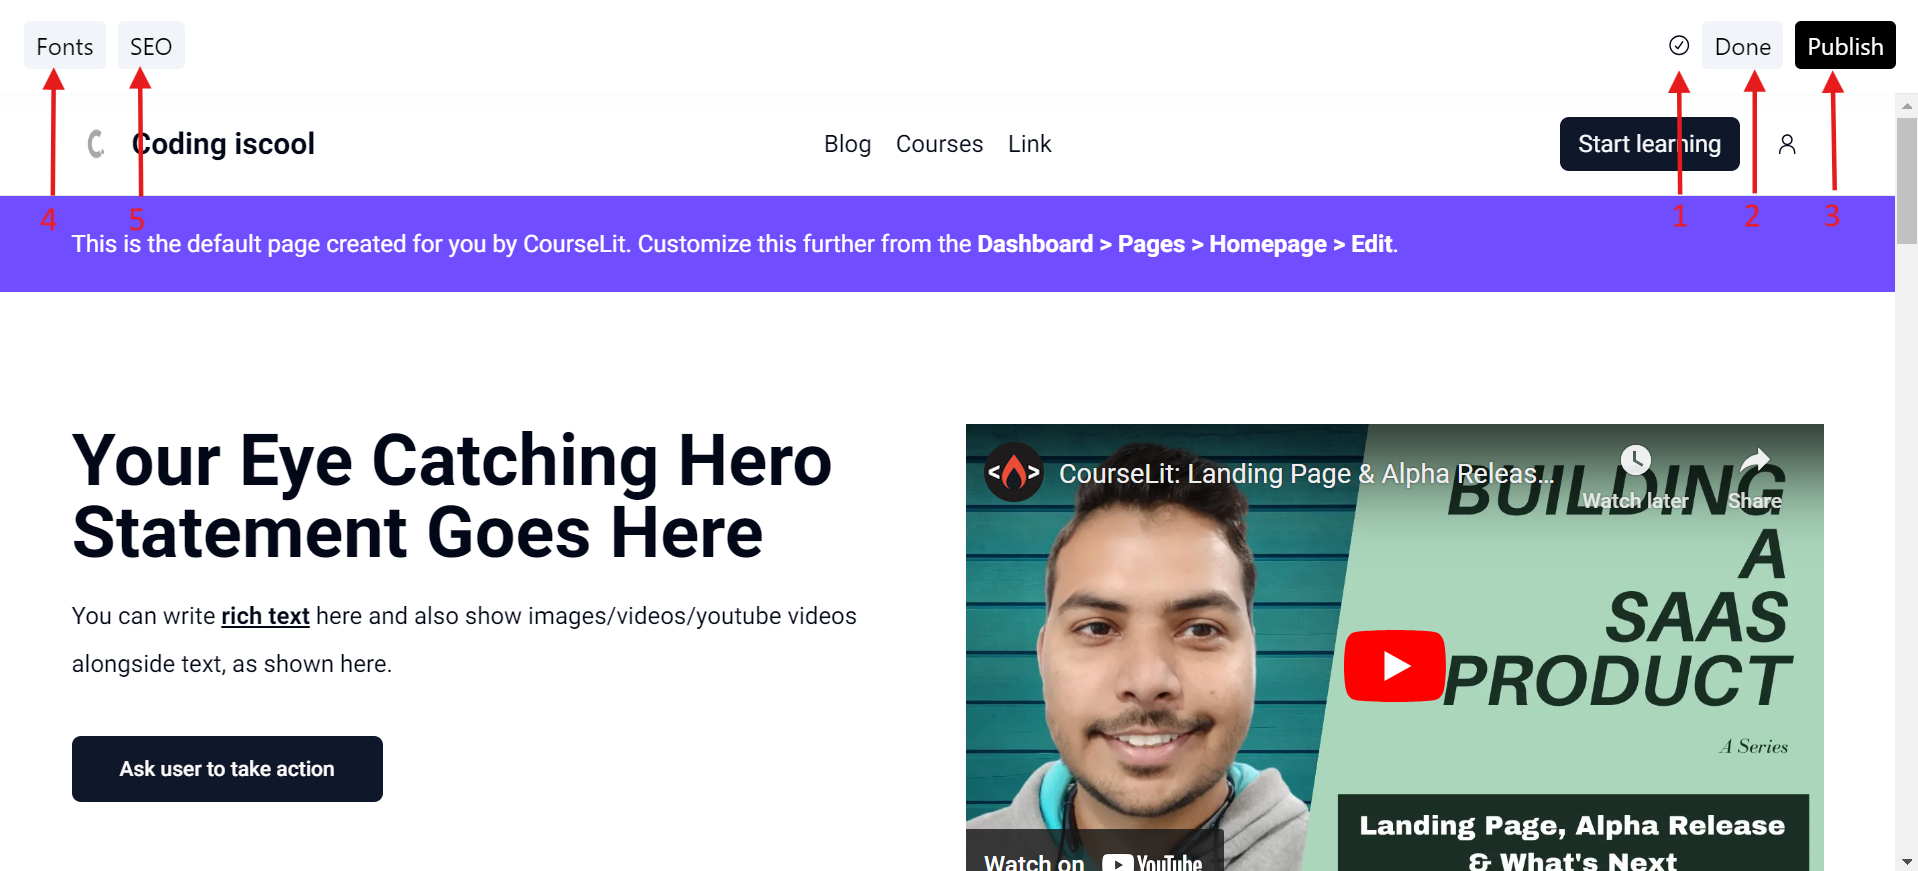 Fonts SEO Done Publish
C. Coding iscool Blog Courses Link Start learning
4 5 1 2 3
This is the default page created for you by CourseLit. Customize this further from the Dashboard > Pages > Homepage > Edit.
Your Eye Catching Hero
Statement Goes Here
You can write rich text here and also show images/videos/youtube videos
alongside text, as shown here.
Ask user to take action
CourseLit: Landing Page & Alpha Releas...
Watch later Share
BUILDING
A
SAAS
PRODUCT
A Series
Landing Page, Alpha Release
& What's Next
Watch on YouTube